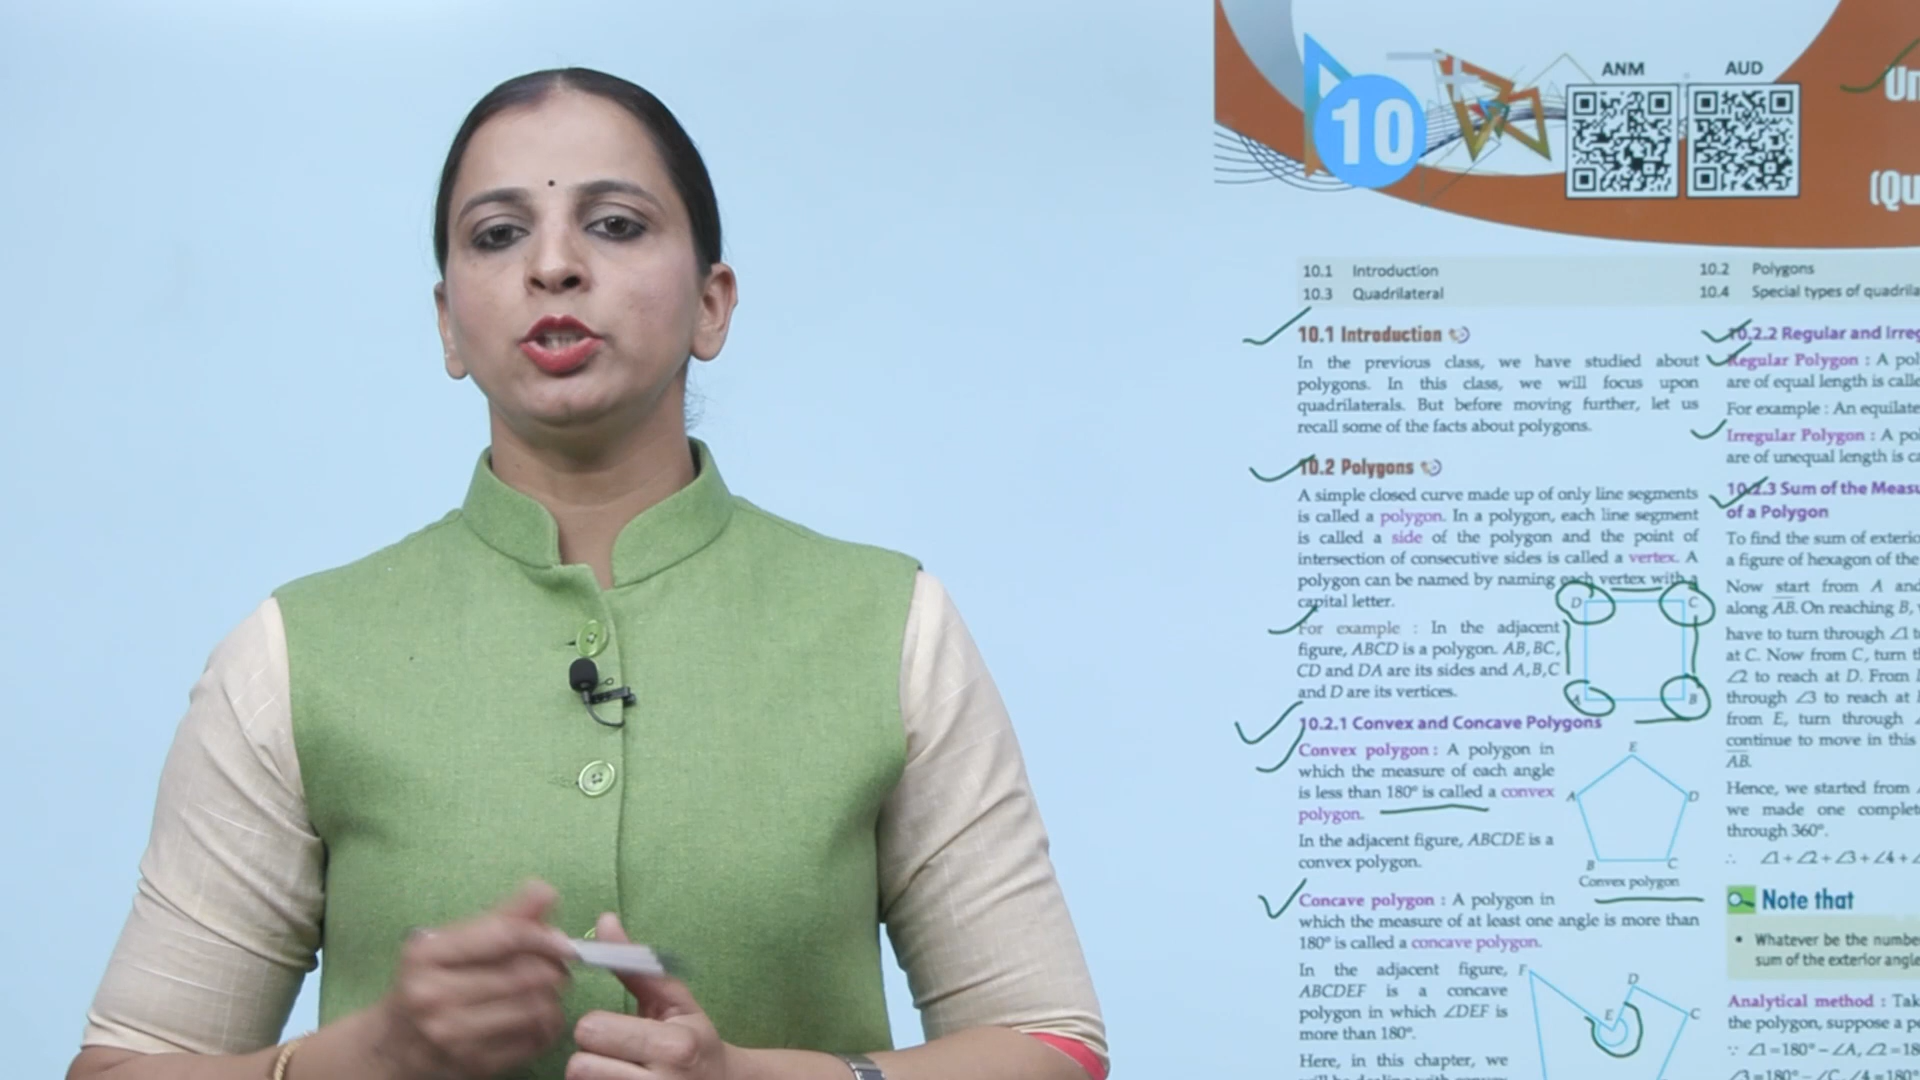 ANM
AUD
10
10.1 Introduction
10.2 Polygons
10.3 Quadrilateral
10.4 Special types of
10.1 Introduction
In the previous class, we have studied about
polygons. In this class, we will focus upon
quadrilaterals. But before moving further, let us
recall some of the facts about polygons.
10.2 Polygons
A simple closed curve made up of only line segments
is called a polygon. In a polygon, each line segment
is called a side of the polygon and the point of
intersection of consecutive sides is called a vertex. A
polygon can be named by naming each vertex with a
capital letter.
For example : In the adjacent
figure, ABCD is a polygon. AB, BC,
CD and DA are its sides and A,B,C
and D are its vertices.
D
C
A
B
10.2.1 Convex and Concave Polygons
Convex polygon : A polygon in
which the measure of each angle
is less than 180° is called a convex
polygon.
In the adjacent figure, ABCDE is a
convex polygon.
E
A
D
B
C
Convex polygon
Concave polygon : A polygon in
which the measure of at least one angle is more than
180° is called a concave polygon.
In the adjacent figure,
ABCDEF is a concave
polygon in which ∠DEF is
more than 180°.
Here, in this chapter, we
F
D
E
C
10.2.2 Regular and
Regular Polygon : A
are of equal length is
For example : An
Irregular Polygon : A
are of unequal length is
10.2.3 Sum of the
of a Polygon
To find the sum of
a figure of hexagon of the
Now start from A and
along AB. On reaching B,
have to turn through ∠1
at C. Now from C, turn
∠2 to reach at D. From
through ∠3 to reach at
from E, turn through
continue to move in this
AB.
Hence, we started from
we made one
through 360°.
∴ ∠1 + ∠2 + ∠3 + ∠4 +
Note that
• Whatever be the
sum of the exterior
Analytical method :
the polygon, suppose a
∵ ∠1 = 180° – ∠A, ∠2 =